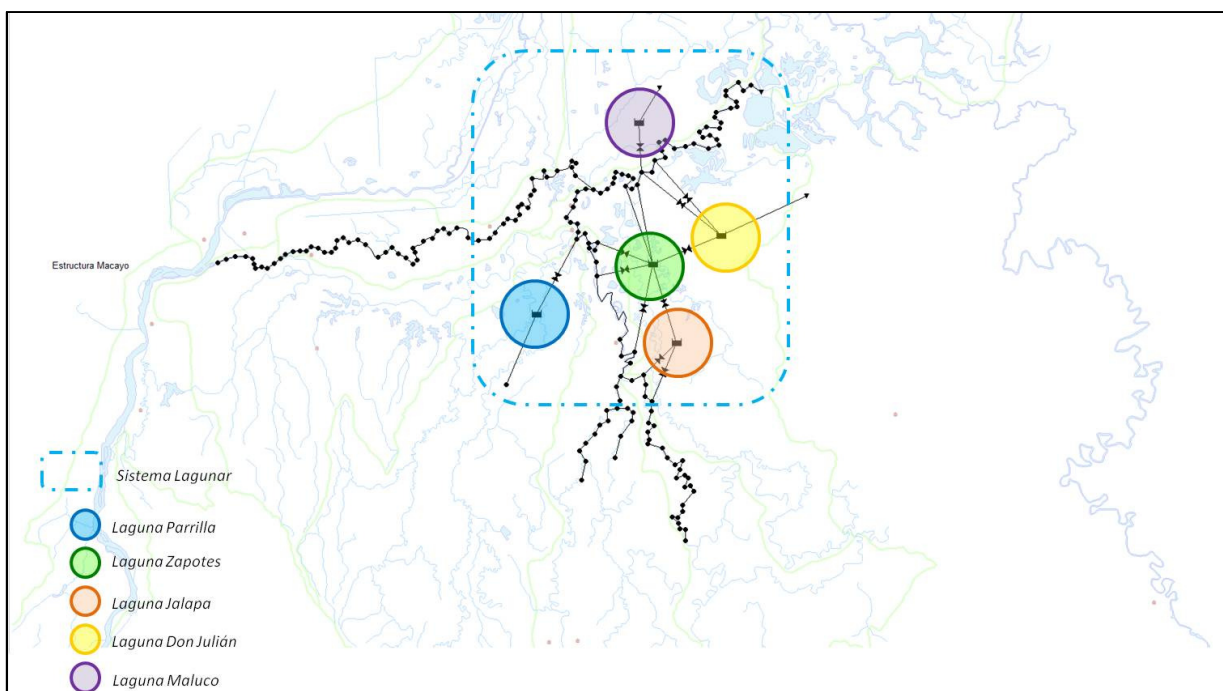 Estructura Macayo
Sistema Lagunar
Laguna Parrilla
Laguna Zapotes
Laguna Jalapa
Laguna Don Julián
Laguna Maluco